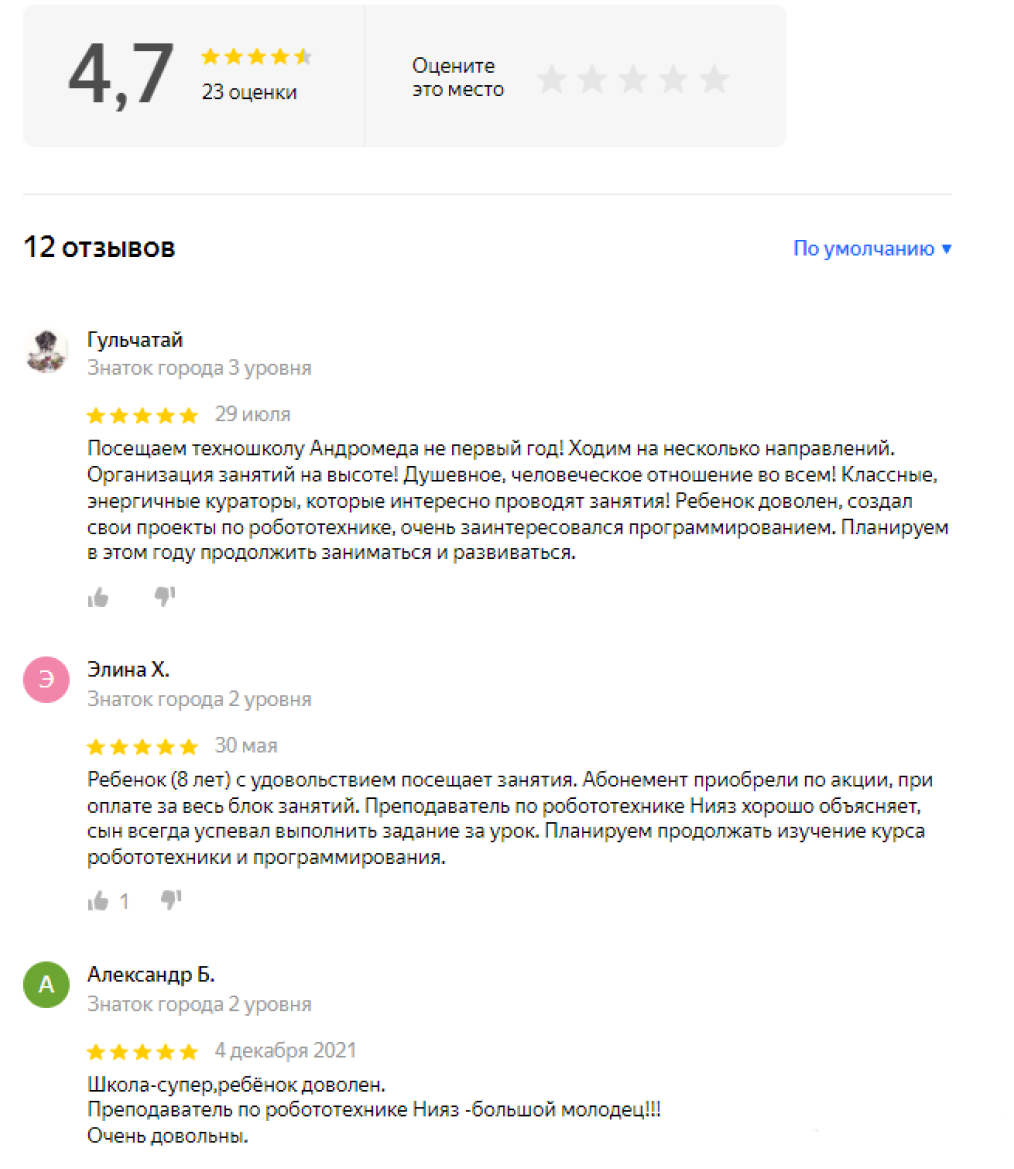 4,7
23 оценки
Оцените
это место
12 отзывов
По умолчанию
Гульчатай
Знаток города 3 уровня
29 июля
Посещаем техношколу Андромеда не первый год! Ходим на несколько направлений.
Организация занятий на высоте! Душевное, человеческое отношение во всем! Классные,
энергичные кураторы, которые интересно проводят занятия! Ребенок доволен, создал
свои проекты по робототехнике, очень заинтересовался программированием. Планируем
в этом году продолжить заниматься и развиваться.
Э
Элина Х.
Знаток города 2 уровня
30 мая
Ребенок (8 лет) с удовольствием посещает занятия. Абонемент приобрели по акции, при
оплате за весь блок занятий. Преподаватель по робототехнике Нияз хорошо объясняет,
сын всегда успевал выполнить задание за урок. Планируем продолжать изучение курса
робототехники и программирования.
1
А
Александр Б.
Знаток города 2 уровня
4 декабря 2021
Школа-супер,ребёнок доволен.
Преподаватель по робототехнике Нияз -большой молодец!!!
Очень довольны.